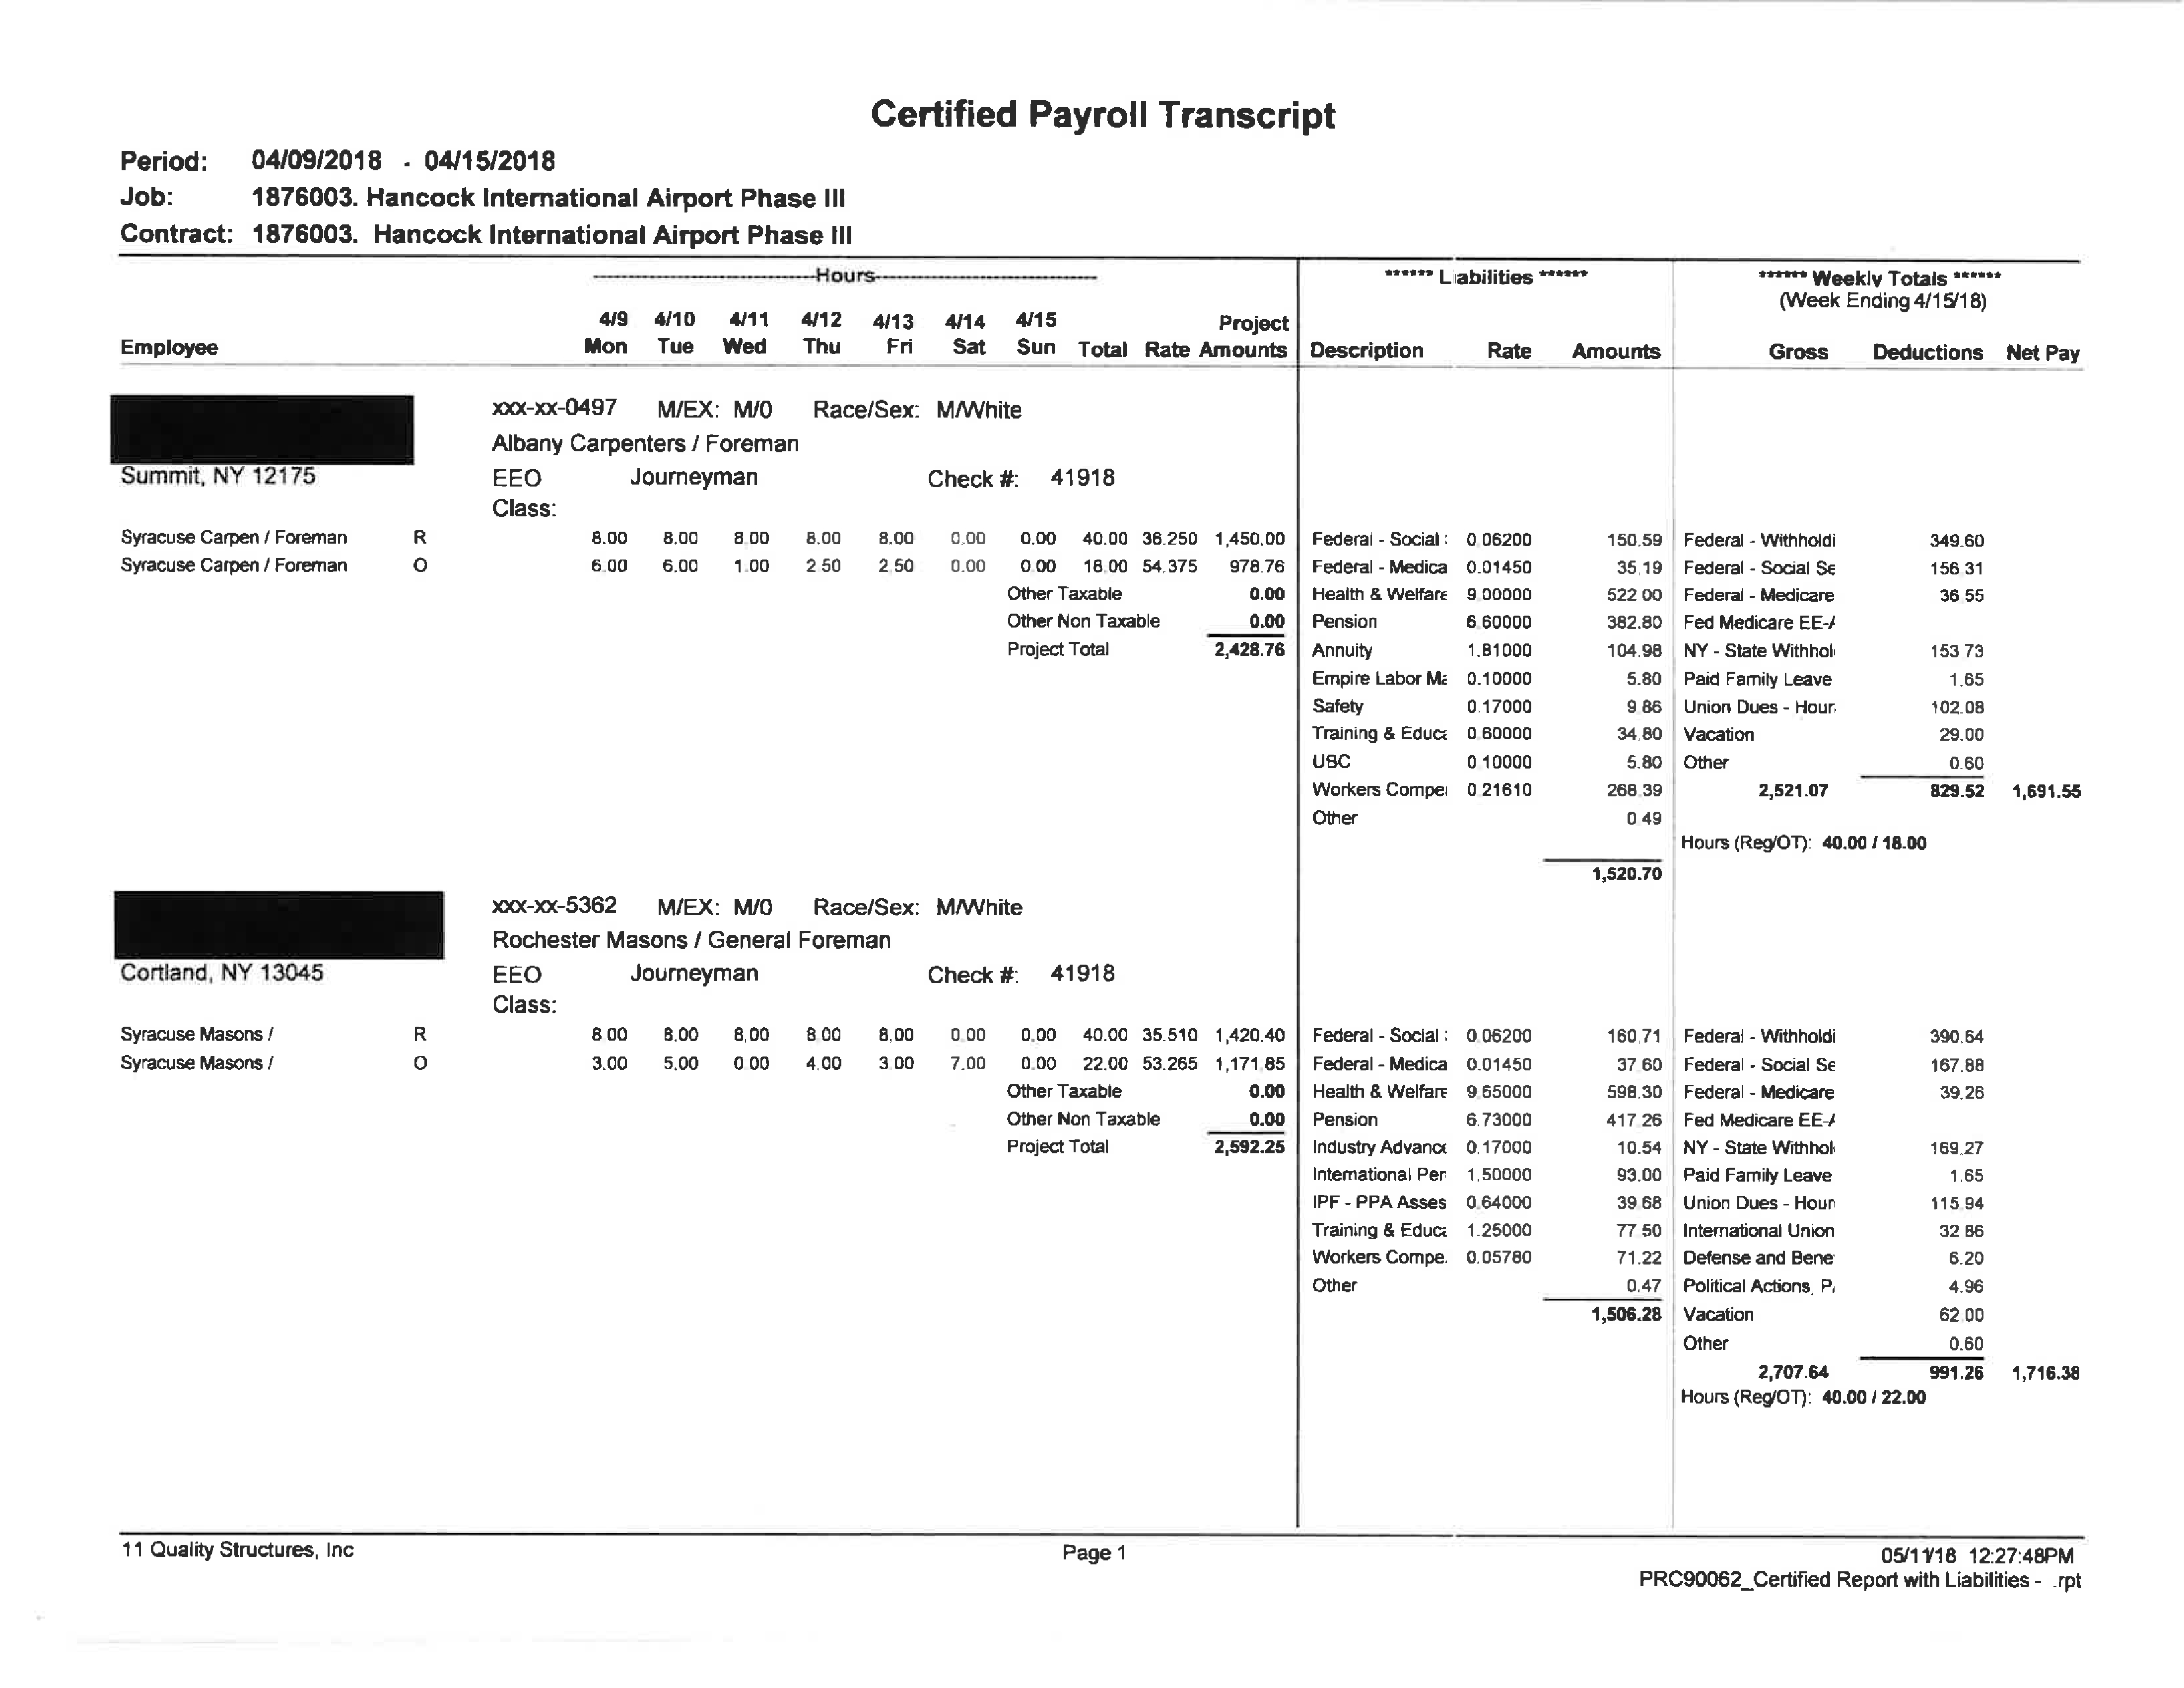 Certified Payroll Transcript
Period: 04/09/2018 - 04/15/2018
Job: 1876003. Hancock International Airport Phase III
Contract: 1876003. Hancock International Airport Phase III
Hours ****** Liabilities ****** ****** Weekly Totals ******
(Week Ending 4/15/18)
4/9 4/10 4/11 4/12 4/13 4/14 4/15 Project
Employee Mon Tue Wed Thu Fri Sat Sun Total Rate Amounts Description Rate Amounts Gross Deductions Net Pay
xxx-xx-0497 M/EX: M/0 Race/Sex: M/White
Albany Carpenters / Foreman
Summit, NY 12175 EEO Journeyman Check #: 41918
Class:
Syracuse Carpen / Foreman R 8.00 8.00 8.00 8.00 8.00 0.00 0.00 40.00 36.250 1,450.00 Federal - Social : 0.06200 150.59 Federal - Withholdi 349.60
Syracuse Carpen / Foreman O 6.00 6.00 1.00 2.50 2.50 0.00 0.00 18.00 54.375 978.76 Federal - Medica 0.01450 35.19 Federal - Social Se 156.31
Other Taxable 0.00 Health & Welfare 9.00000 522.00 Federal - Medicare 36.55
Other Non Taxable 0.00 Pension 6.60000 382.80 Fed Medicare EE-A
Project Total 2,428.76 Annuity 1.81000 104.98 NY - State Withhol 153.73
Empire Labor Ma 0.10000 5.80 Paid Family Leave 1.65
Safety 0.17000 9.86 Union Dues - Hour 102.08
Training & Educa 0.60000 34.80 Vacation 29.00
UBC 0.10000 5.80 Other 0.60
Workers Compe 0.21610 268.39 2,521.07 829.52 1,691.55
Other 0.49
Hours (Reg/OT): 40.00 / 18.00
1,520.70
xxx-xx-5362 M/EX: M/0 Race/Sex: M/White
Rochester Masons / General Foreman
Cortland, NY 13045 EEO Journeyman Check #: 41918
Class:
Syracuse Masons / R 8.00 8.00 8.00 8.00 8.00 0.00 0.00 40.00 35.510 1,420.40 Federal - Social : 0.06200 160.71 Federal - Withholdi 390.64
Syracuse Masons / O 3.00 5.00 0.00 4.00 3.00 7.00 0.00 22.00 53.265 1,171.85 Federal - Medica 0.01450 37.60 Federal - Social Se 167.88
Other Taxable 0.00 Health & Welfare 9.65000 598.30 Federal - Medicare 39.26
Other Non Taxable 0.00 Pension 6.73000 417.26 Fed Medicare EE-A
Project Total 2,592.25 Industry Advance 0.17000 10.54 NY - State Withhol 169.27
International Per 1.50000 93.00 Paid Family Leave 1.65
IPF - PPA Asses 0.64000 39.68 Union Dues - Hour 115.94
Training & Educa 1.25000 77.50 International Union 32.86
Workers Compe. 0.05780 71.22 Defense and Bene 6.20
Other 0.47 Political Actions, P 4.96
1,506.28 Vacation 62.00
Other 0.60
2,707.64 991.26 1,716.38
Hours (Reg/OT): 40.00 / 22.00
11 Quality Structures, Inc Page 1 05/11/18 12:27:48PM
PRC90062_Certified Report with Liabilities - .rpt